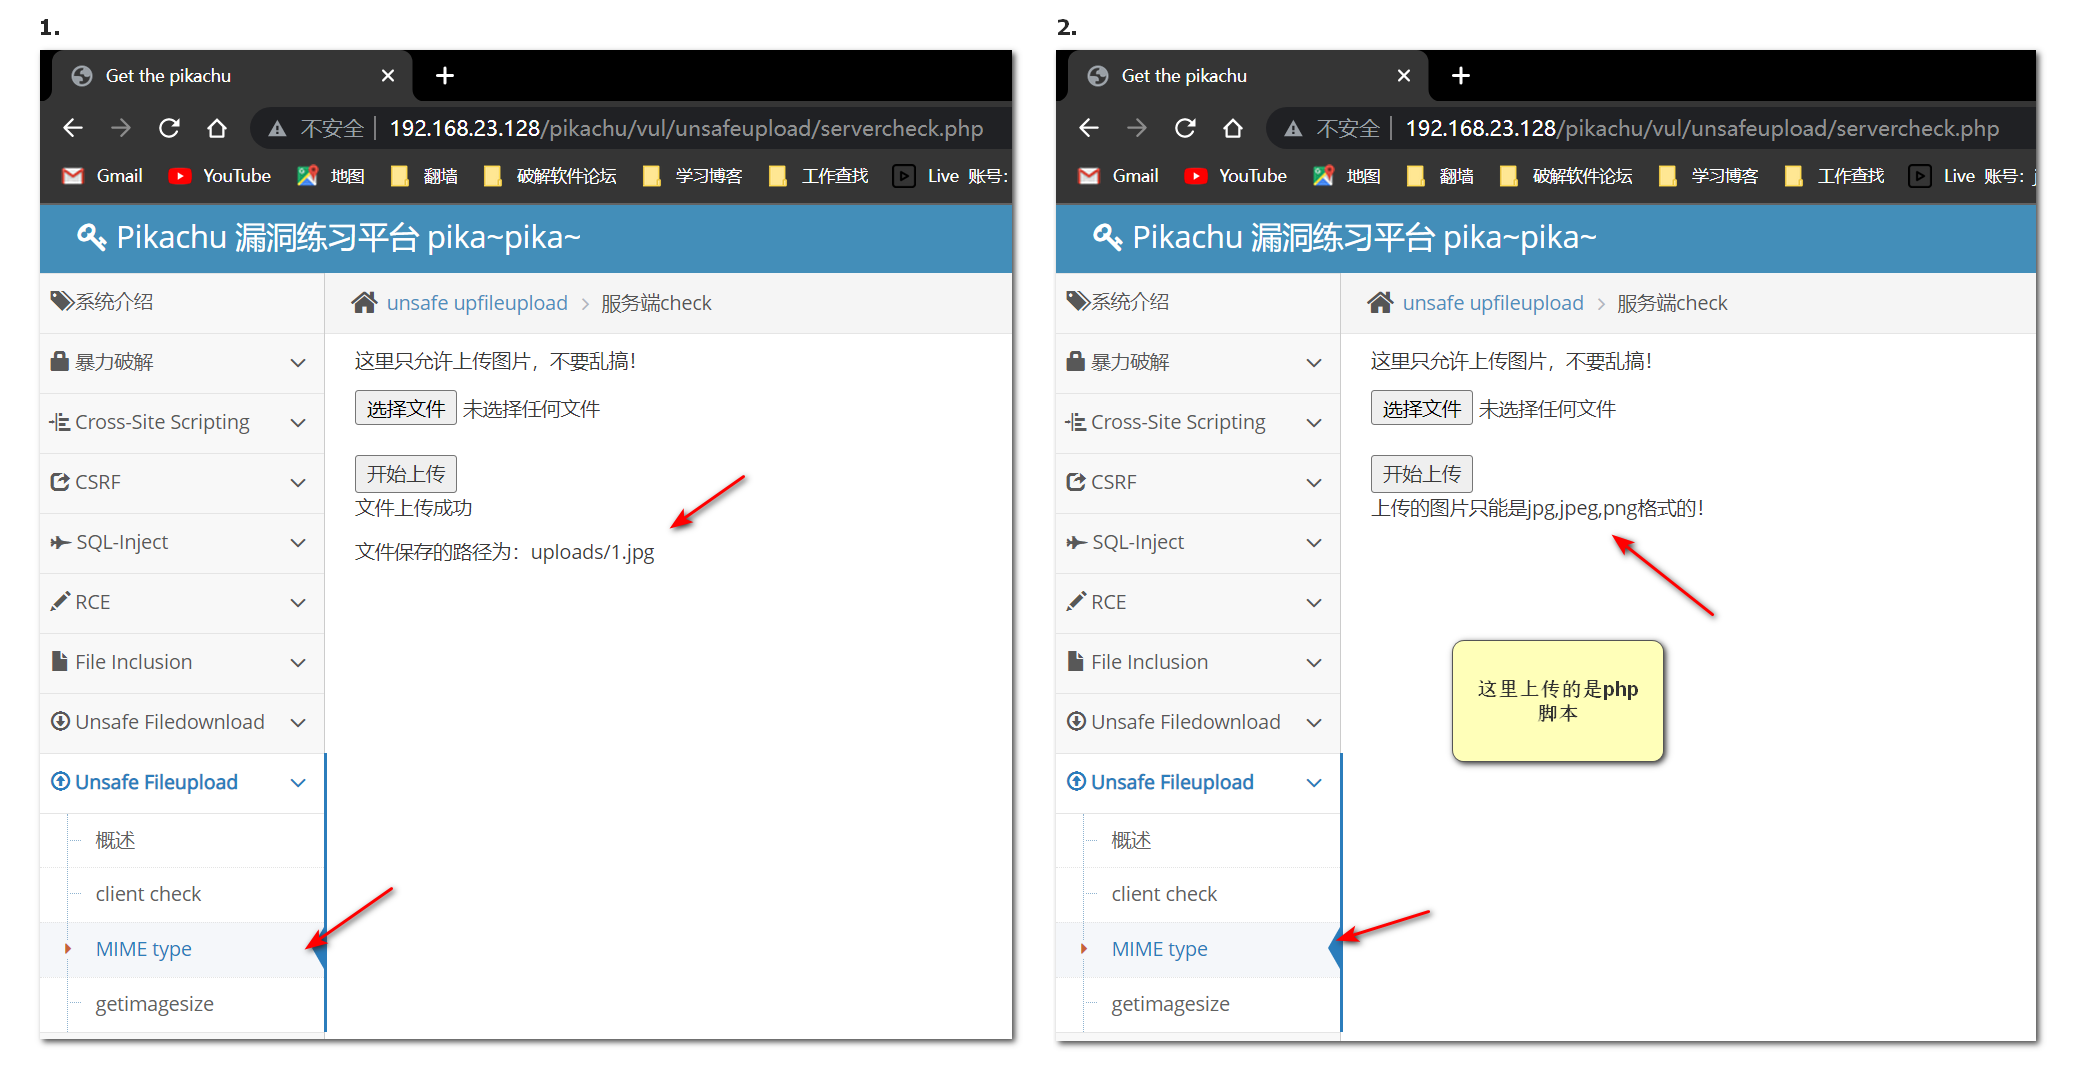 1.
Get the pikachu
不安全 192.168.23.128/pikachu/vul/unsafeupload/servercheck.php
Gmail YouTube 地图 翻墙 破解软件论坛 学习博客 工作查找 Live 账号:
Pikachu 漏洞练习平台 pika~pika~
系统介绍
unsafe upfileupload > 服务端check
暴力破解
这里只允许上传图片，不要乱搞！
选择文件 未选择任何文件
Cross-Site Scripting
开始上传
CSRF
文件上传成功
SQL-Inject
文件保存的路径为：uploads/1.jpg
RCE
File Inclusion
Unsafe Filedownload
Unsafe Fileupload
概述
client check
MIME type
getimagesize
2.
Get the pikachu
不安全 192.168.23.128/pikachu/vul/unsafeupload/servercheck.php
Gmail YouTube 地图 翻墙 破解软件论坛 学习博客 工作查找 Live 账号: j
Pikachu 漏洞练习平台 pika~pika~
系统介绍
unsafe upfileupload > 服务端check
暴力破解
这里只允许上传图片，不要乱搞！
选择文件 未选择任何文件
Cross-Site Scripting
开始上传
CSRF
上传的图片只能是jpg,jpeg,png格式的！
SQL-Inject
RCE
File Inclusion
这里上传的是php
脚本
Unsafe Filedownload
Unsafe Fileupload
概述
client check
MIME type
getimagesize